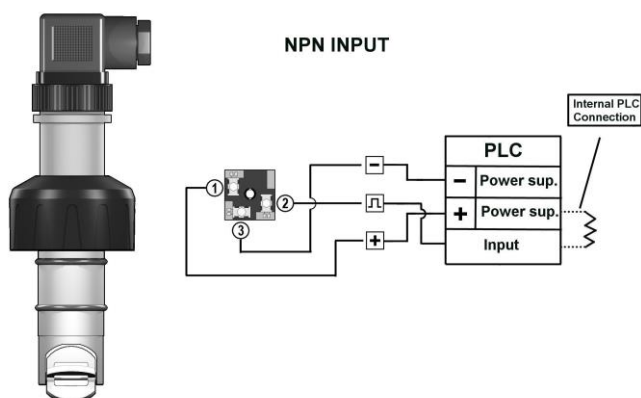 NPN INPUT
Internal PLC
Connection
PLC
- Power sup.
+ Power sup.
Input
-
+
1
2
3